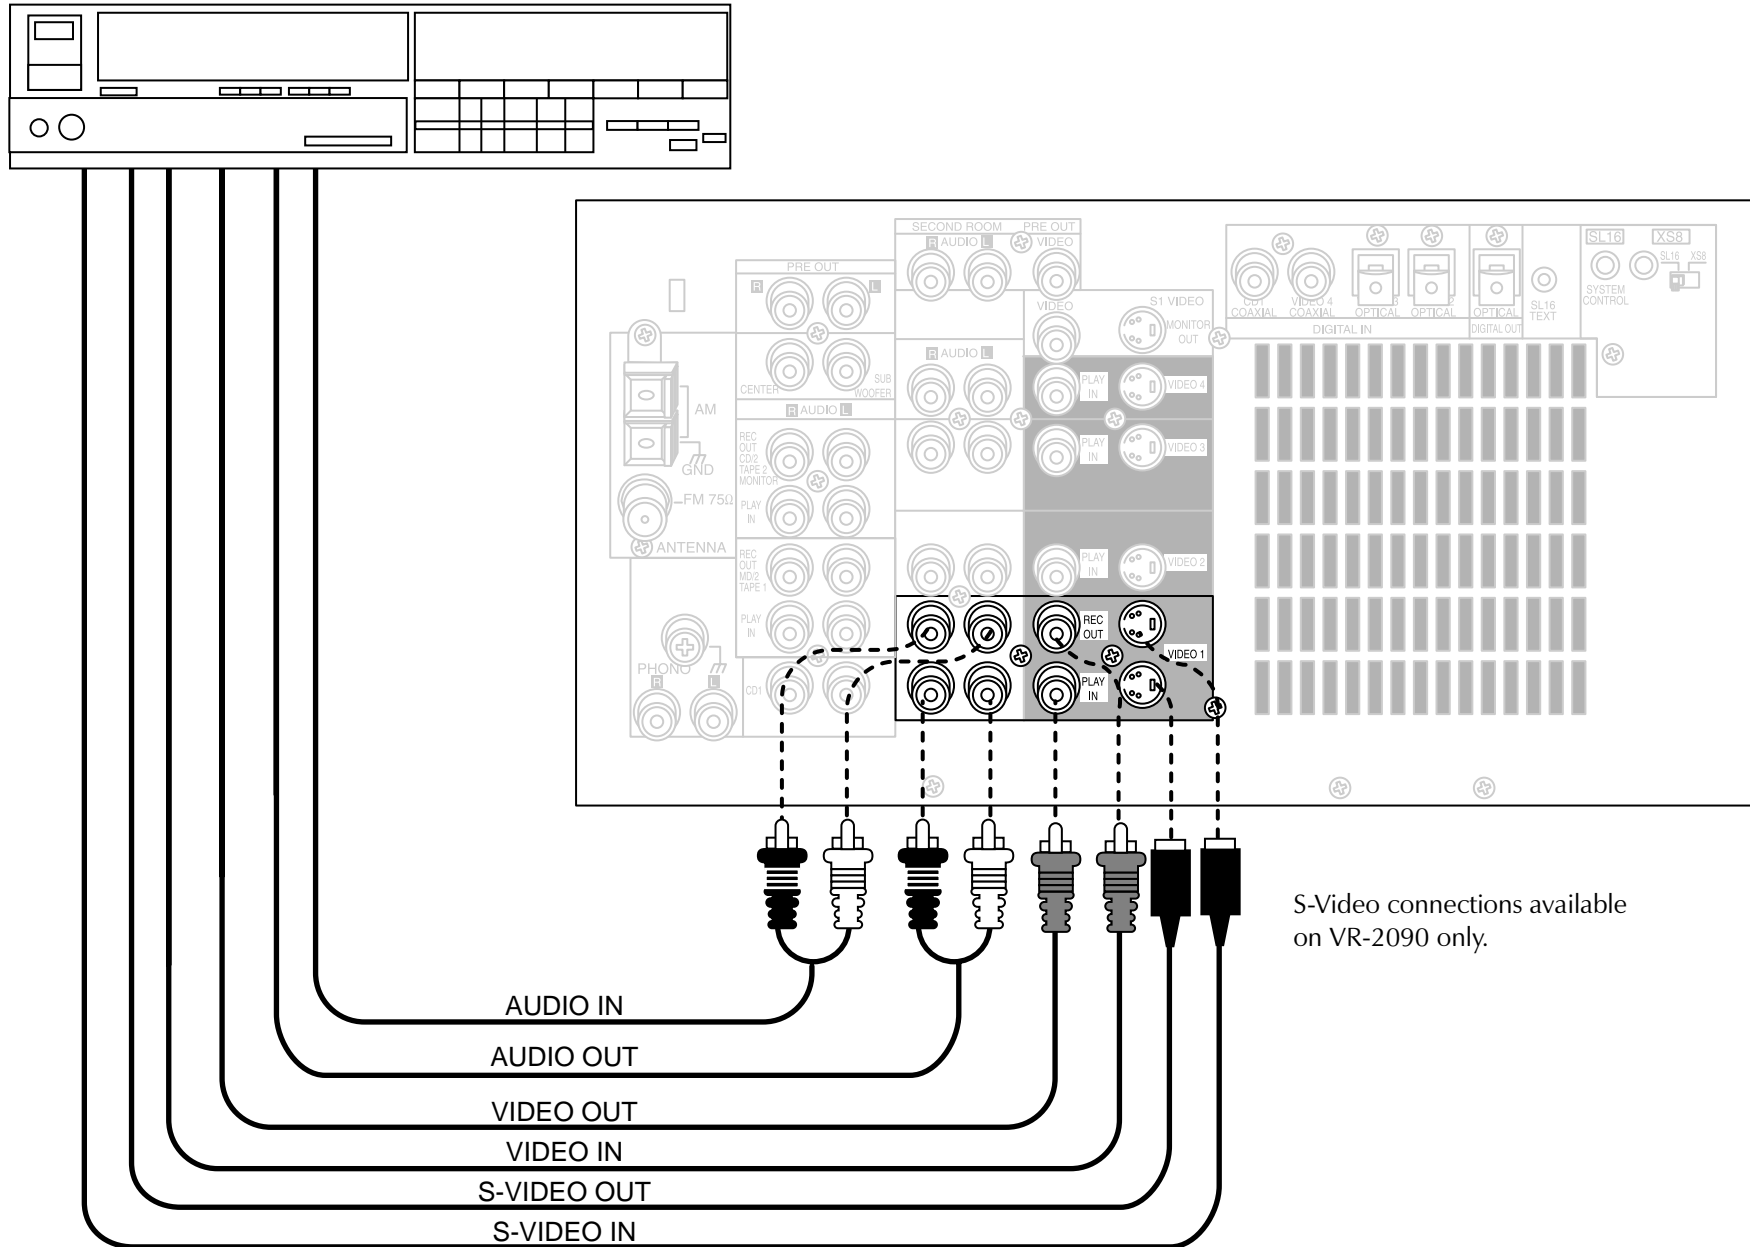 SECOND ROOM PRE OUT
R AUDIO L VIDEO
PRE OUT
R L
CENTER
SUB
WOOFER
R AUDIO L
REC
OUT
CD/2
TAPE 2
MONITOR
PLAY
IN
REC
OUT
MD/2
TAPE 1
PLAY
IN
CD1
AM
GND
FM 75Ω
ANTENNA
PHONO
R L
VIDEO
S1 VIDEO
MONITOR
OUT
R AUDIO L
PLAY
IN
VIDEO 4
PLAY
IN
VIDEO 3
PLAY
IN
VIDEO 2
REC
OUT
VIDEO 1
PLAY
IN
CD1
COAXIAL
VIDEO 4
COAXIAL
3
OPTICAL
2
OPTICAL
OPTICAL
DIGITAL IN
DIGITAL OUT
SL16
TEXT
SL16 XS8
SL16 XS8
SYSTEM
CONTROL
S-Video connections available
on VR-2090 only.
AUDIO IN
AUDIO OUT
VIDEO OUT
VIDEO IN
S-VIDEO OUT
S-VIDEO IN